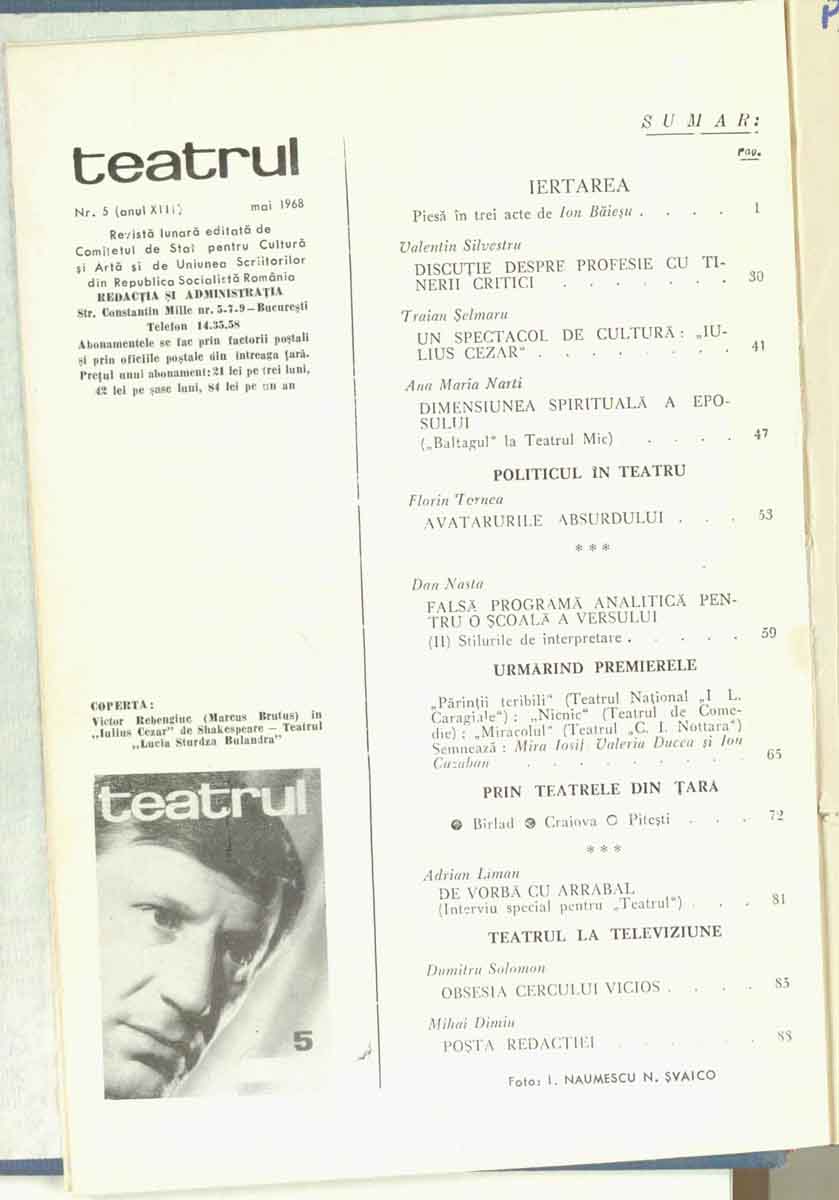 teatrul
Nr. 5 (anul XIII) mai 1968
Revistă lunară editată de
Comitetul de Stat pentru Cultură
și Artă și de Uniunea Scriitorilor
din Republica Socialistă România
REDACȚIA ȘI ADMINISTRAȚIA
Str. Constantin Mille nr. 5-7-9 — București
Telefon 14.35.58
Abonamentele se fac prin factorii poștali
și prin oficiile poștale din întreaga țară.
Prețul unui abonament: 21 lei pe trei luni,
42 lei pe șase luni, 84 lei pe un an
COPERTA:
Victor Rebengiuc (Marcus Brutus) în
„Iulius Cezar” de Shakespeare — Teatrul
„Lucia Sturdza Bulandra”
teatrul
5
SUMAR:
Pag.
IERTAREA
Piesă în trei acte de Ion Băieșu . . . . 1
Valentin Silvestru
DISCUȚIE DESPRE PROFESIE CU TI-
NERII CRITICI . . . . . . . 30
Traian Șelmaru
UN SPECTACOL DE CULTURĂ: „IU-
LIUS CEZAR“ . . . . . . . . 41
Ana Maria Narti
DIMENSIUNEA SPIRITUALĂ A EPO-
SULUI
(„Baltagul“ la Teatrul Mic) . . . . 47
POLITICUL ÎN TEATRU
Florin Tornea
AVATARURILE ABSURDULUI . . . 53
* * *
Dan Nasta
FALSĂ PROGRAMĂ ANALITICĂ PEN-
TRU O ȘCOALĂ A VERSULUI
(II) Stilurile de interpretare . . . . . 59
URMĂRIND PREMIERELE
„Părinții teribili“ (Teatrul Național „I L.
Caragiale“) ; „Nicnic“ (Teatrul de Come-
die) ; „Miracolul“ (Teatrul „C. I. Nottara“)
Semnează : Mira Iosif Valeria Ducea și Ion
Cazaban . . . . . . . . . 65
PRIN TEATRELE DIN ȚARĂ
Bîrlad Craiova Pitești . . . 72
* * *
Adrian Liman
DE VORBĂ CU ARRABAL
(Interviu special pentru „Teatrul“) . . . 81
TEATRUL LA TELEVIZIUNE
Dumitru Solomon
OBSESIA CERCULUI VICIOS . . . . 85
Mihai Dimiu
POȘTA REDACȚIEI . . . . . . 88
Foto: I. NAUMESCU N. ȘVAICO